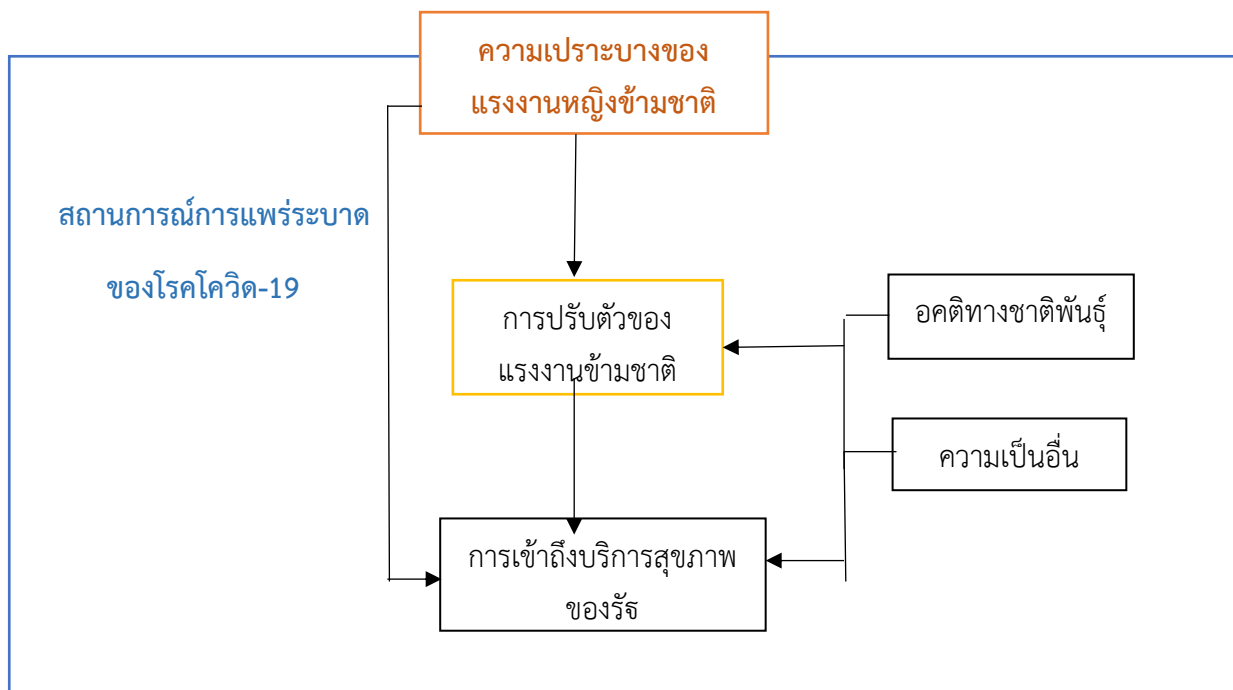 ความเปราะบางของ
แรงงานหญิงข้ามชาติ
สถานการณ์การแพร่ระบาด
ของโรคโควิด-19
การปรับตัวของ
แรงงานข้ามชาติ
อคติทางชาติพันธุ์
ความเป็นอื่น
การเข้าถึงบริการสุขภาพ
ของรัฐ